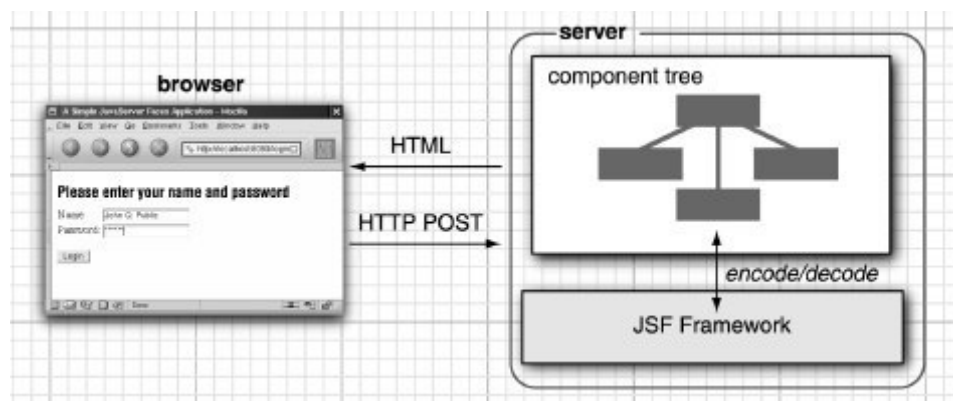 server
component tree
browser
A Simple JavaServer Faces Application - Mozilla
File Edit View Go Bookmarks Tools Window Help
HTML
Please enter your name and password
Name John Q. Public
Password: ****
HTTP POST
Login
encode/decode
Done
JSF Framework